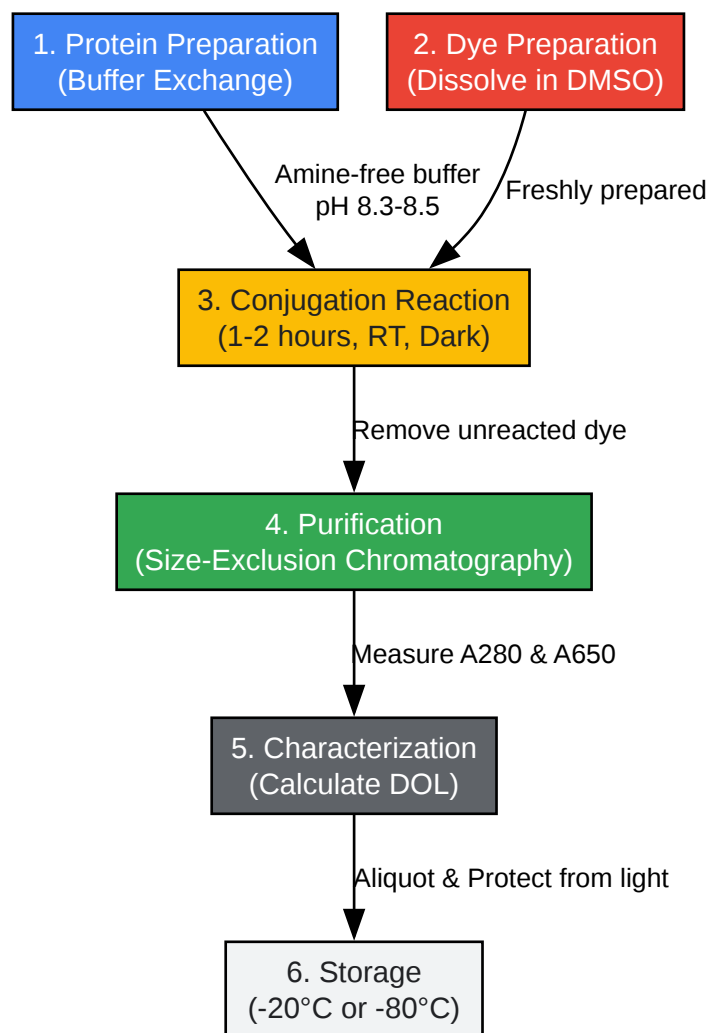 1. Protein Preparation
(Buffer Exchange)
2. Dye Preparation
(Dissolve in DMSO)
Amine-free buffer
pH 8.3-8.5
Freshly prepared
3. Conjugation Reaction
(1-2 hours, RT, Dark)
Remove unreacted dye
4. Purification
(Size-Exclusion Chromatography)
Measure A280 & A650
5. Characterization
(Calculate DOL)
Aliquot & Protect from light
6. Storage
(-20°C or -80°C)